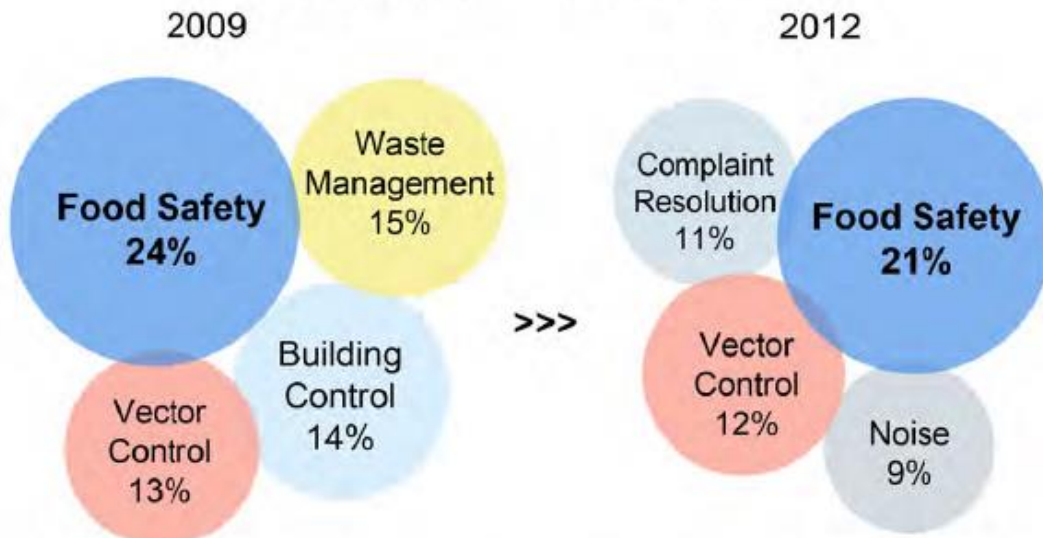 2009
Food Safety
24%
Waste
Management
15%
Building
Control
14%
Vector
Control
13%
>>>
2012
Complaint
Resolution
11%
Food Safety
21%
Vector
Control
12%
Noise
9%